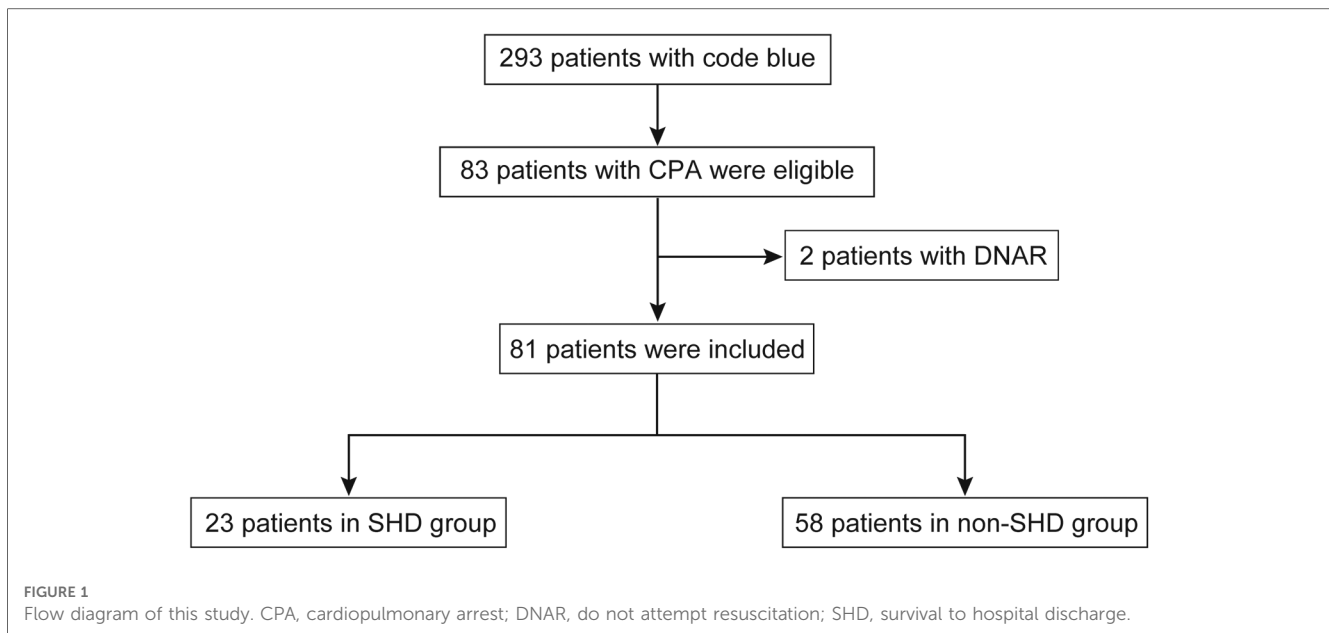 293 patients with code blue
83 patients with CPA were eligible
2 patients with DNAR
81 patients were included
23 patients in SHD group
58 patients in non-SHD group
FIGURE 1
Flow diagram of this study. CPA, cardiopulmonary arrest; DNAR, do not attempt resuscitation; SHD, survival to hospital discharge.